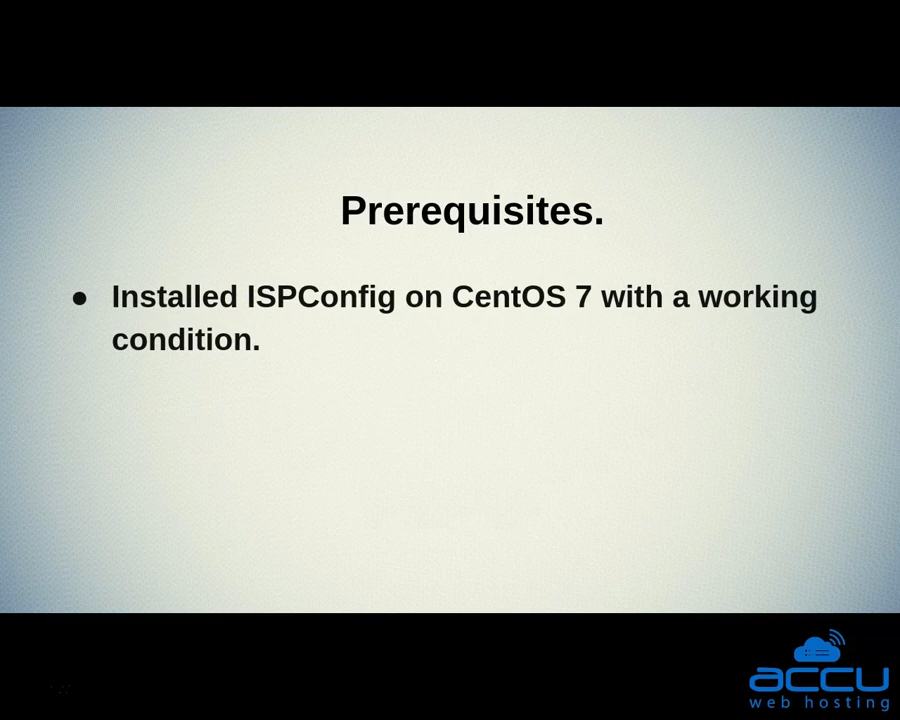 Prerequisites.
● Installed ISPConfig on CentOS 7 with a working
condition.
accu
web hosting